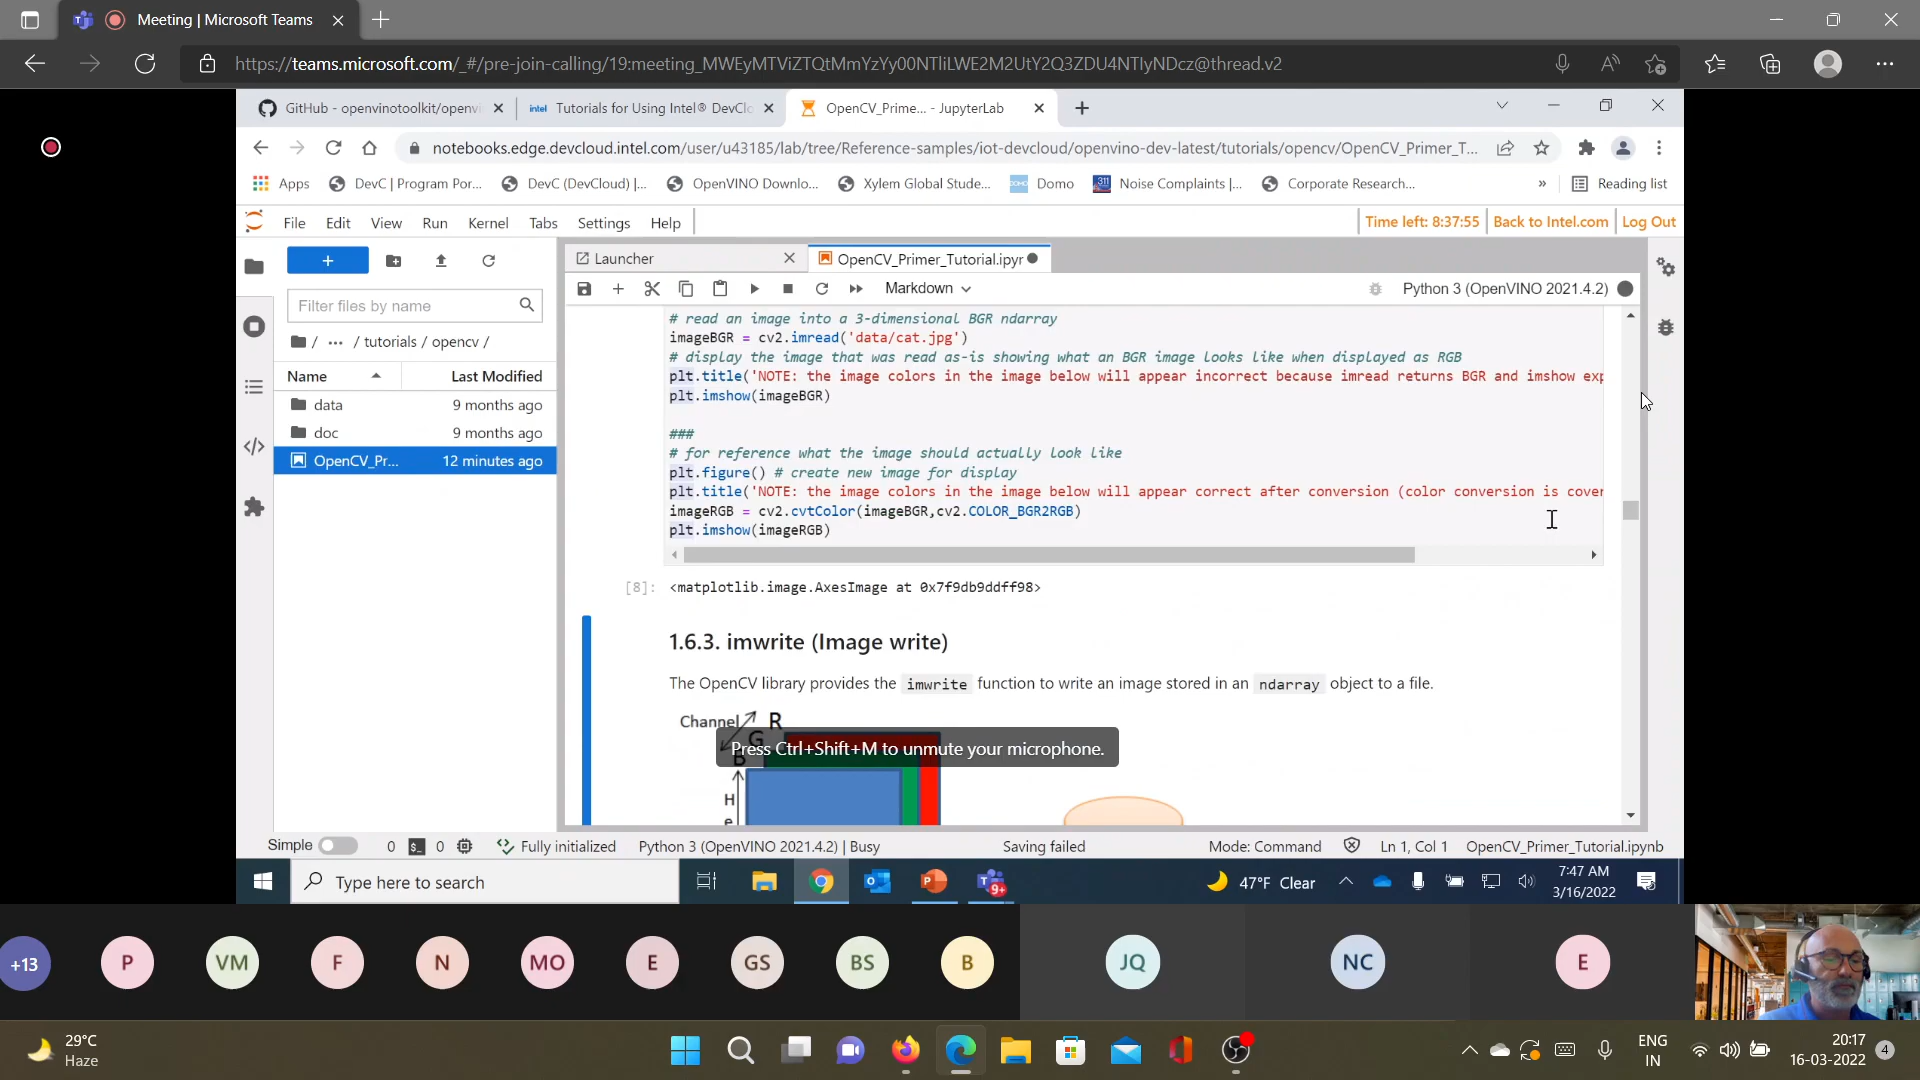 Meeting | Microsoft Teams
https://teams.microsoft.com/_#/pre-join-calling/19:meeting_MWEyMTViZTQtMmYzYy00NTliLWE2M2UtY2Q3ZDU4NTIyNDcz@thread.v2
GitHub - openvinotoolkit/openvi
intel Tutorials for Using Intel® DevClo
OpenCV_Prime... - JupyterLab
notebooks.edge.devcloud.intel.com/user/u43185/lab/tree/Reference-samples/iot-devcloud/openvino-dev-latest/tutorials/opencv/OpenCV_Primer_T...
Apps DevC | Program Por... DevC (DevCloud) |... OpenVINO Downlo... Xylem Global Stude... DOMO Domo 311 Noise Complaints |... Corporate Research... » Reading list
File Edit View Run Kernel Tabs Settings Help
Time left: 8:37:55 Back to Intel.com Log Out
+
Launcher
OpenCV_Primer_Tutorial.ipyr
Filter files by name
Markdown
Python 3 (OpenVINO 2021.4.2)
/ ... / tutorials / opencv /
Name Last Modified
data 9 months ago
doc 9 months ago
OpenCV_Pr... 12 minutes ago
# read an image into a 3-dimensional BGR ndarray
imageBGR = cv2.imread('data/cat.jpg')
# display the image that was read as-is showing what an BGR image looks like when displayed as RGB
plt.title('NOTE: the image colors in the image below will appear incorrect because imread returns BGR and imshow exp
plt.imshow(imageBGR)
###
# for reference what the image should actually look like
plt.figure() # create new image for display
plt.title('NOTE: the image colors in the image below will appear correct after conversion (color conversion is cover
imageRGB = cv2.cvtColor(imageBGR,cv2.COLOR_BGR2RGB)
plt.imshow(imageRGB)
[8]: <matplotlib.image.AxesImage at 0x7f9db9ddff98>
1.6.3. imwrite (Image write)
The OpenCV library provides the imwrite function to write an image stored in an ndarray object to a file.
Channel R
G
B
Press Ctrl+Shift+M to unmute your microphone.
H
e
Simple 0 $_ 0 Fully initialized Python 3 (OpenVINO 2021.4.2) | Busy Saving failed Mode: Command Ln 1, Col 1 OpenCV_Primer_Tutorial.ipynb
Type here to search
9+
47°F Clear
7:47 AM
3/16/2022
+13 P VM F N MO E GS BS B JQ NC E
29°C
Haze
ENG
IN
20:17
16-03-2022
4